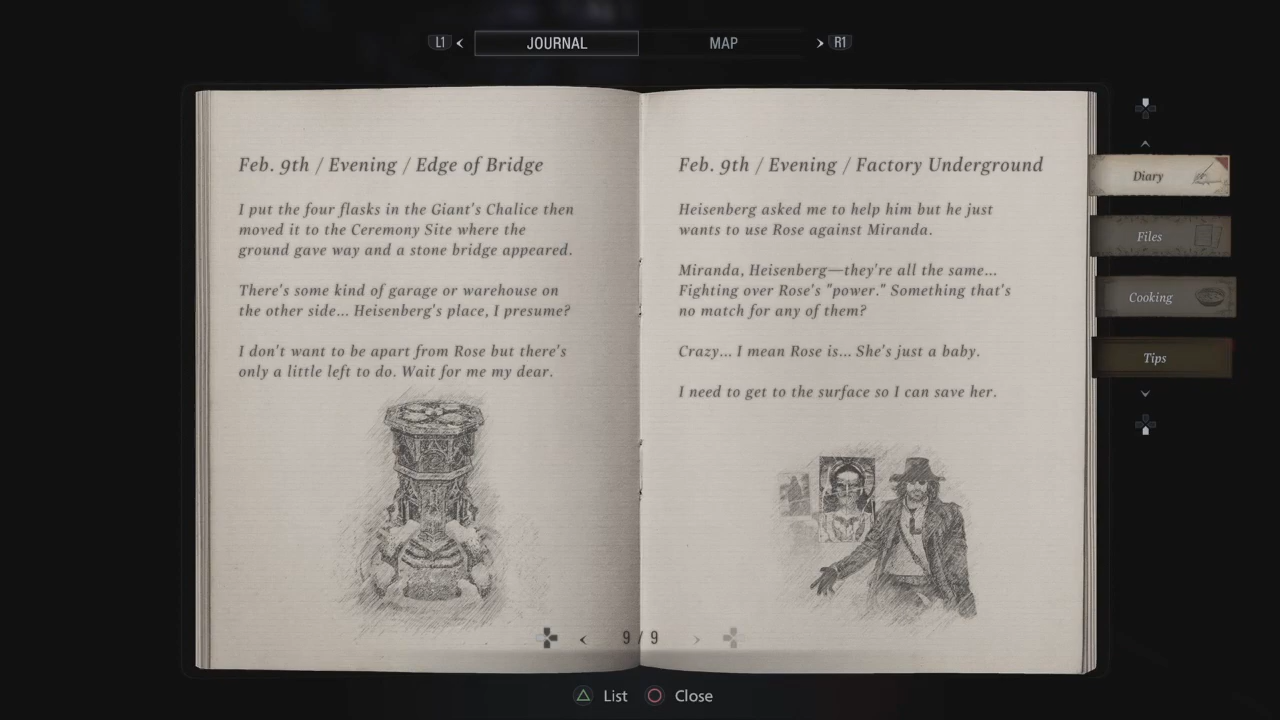 L1
JOURNAL
MAP
R1
Feb. 9th / Evening / Edge of Bridge
I put the four flasks in the Giant's Chalice then
moved it to the Ceremony Site where the
ground gave way and a stone bridge appeared.
There's some kind of garage or warehouse on
the other side... Heisenberg's place, I presume?
I don't want to be apart from Rose but there's
only a little left to do. Wait for me my dear.
Feb. 9th / Evening / Factory Underground
Heisenberg asked me to help him but he just
wants to use Rose against Miranda.
Miranda, Heisenberg—they're all the same...
Fighting over Rose's "power." Something that's
no match for any of them?
Crazy... I mean Rose is... She's just a baby.
I need to get to the surface so I can save her.
Diary
Files
Cooking
Tips
9 / 9
List
Close